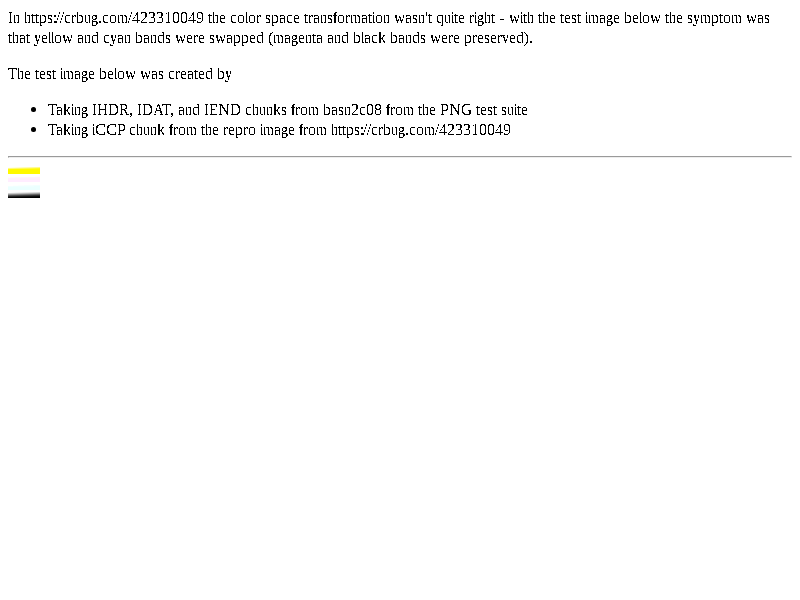 In https://crbug.com/423310049 the color space transformation wasn't quite right - with the test image below the symptom was
that yellow and cyan bands were swapped (magenta and black bands were preserved).
The test image below was created by
• Taking IHDR, IDAT, and IEND chunks from basn2c08 from the PNG test suite
• Taking iCCP chunk from the repro image from https://crbug.com/423310049